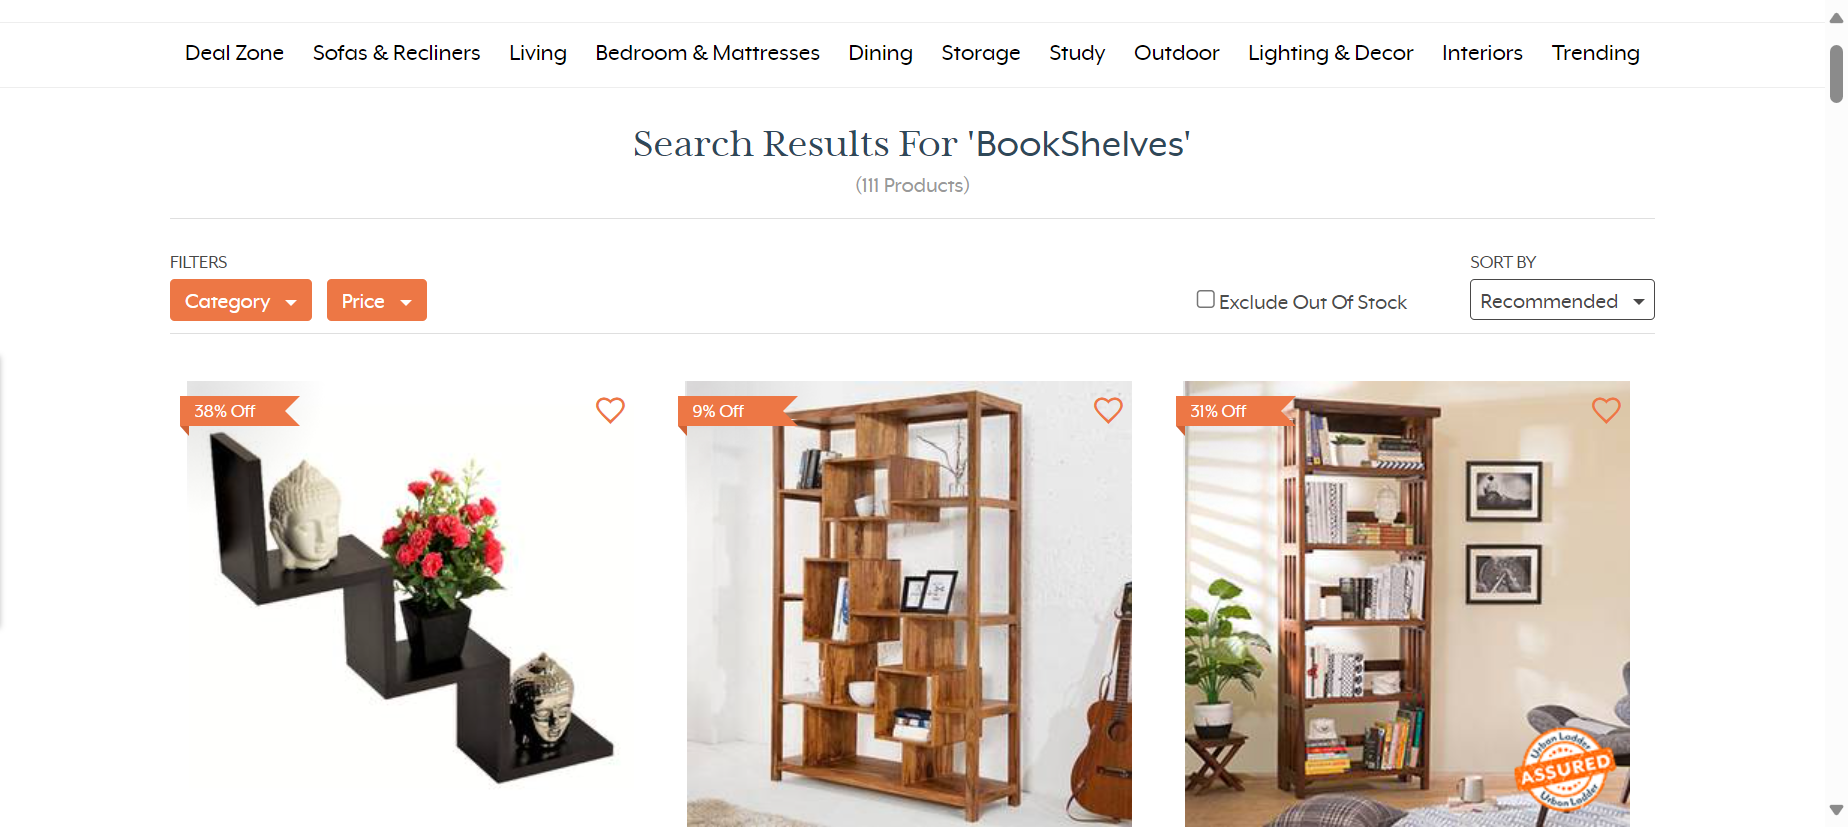 Deal Zone Sofas & Recliners Living Bedroom & Mattresses Dining Storage Study Outdoor Lighting & Decor Interiors Trending
Search Results For 'BookShelves'
(111 Products)
FILTERS
SORT BY
Category Price
Exclude Out Of Stock
Recommended
38% Off
9% Off
31% Off
Urban Ladder
ASSURED
Urban Ladder